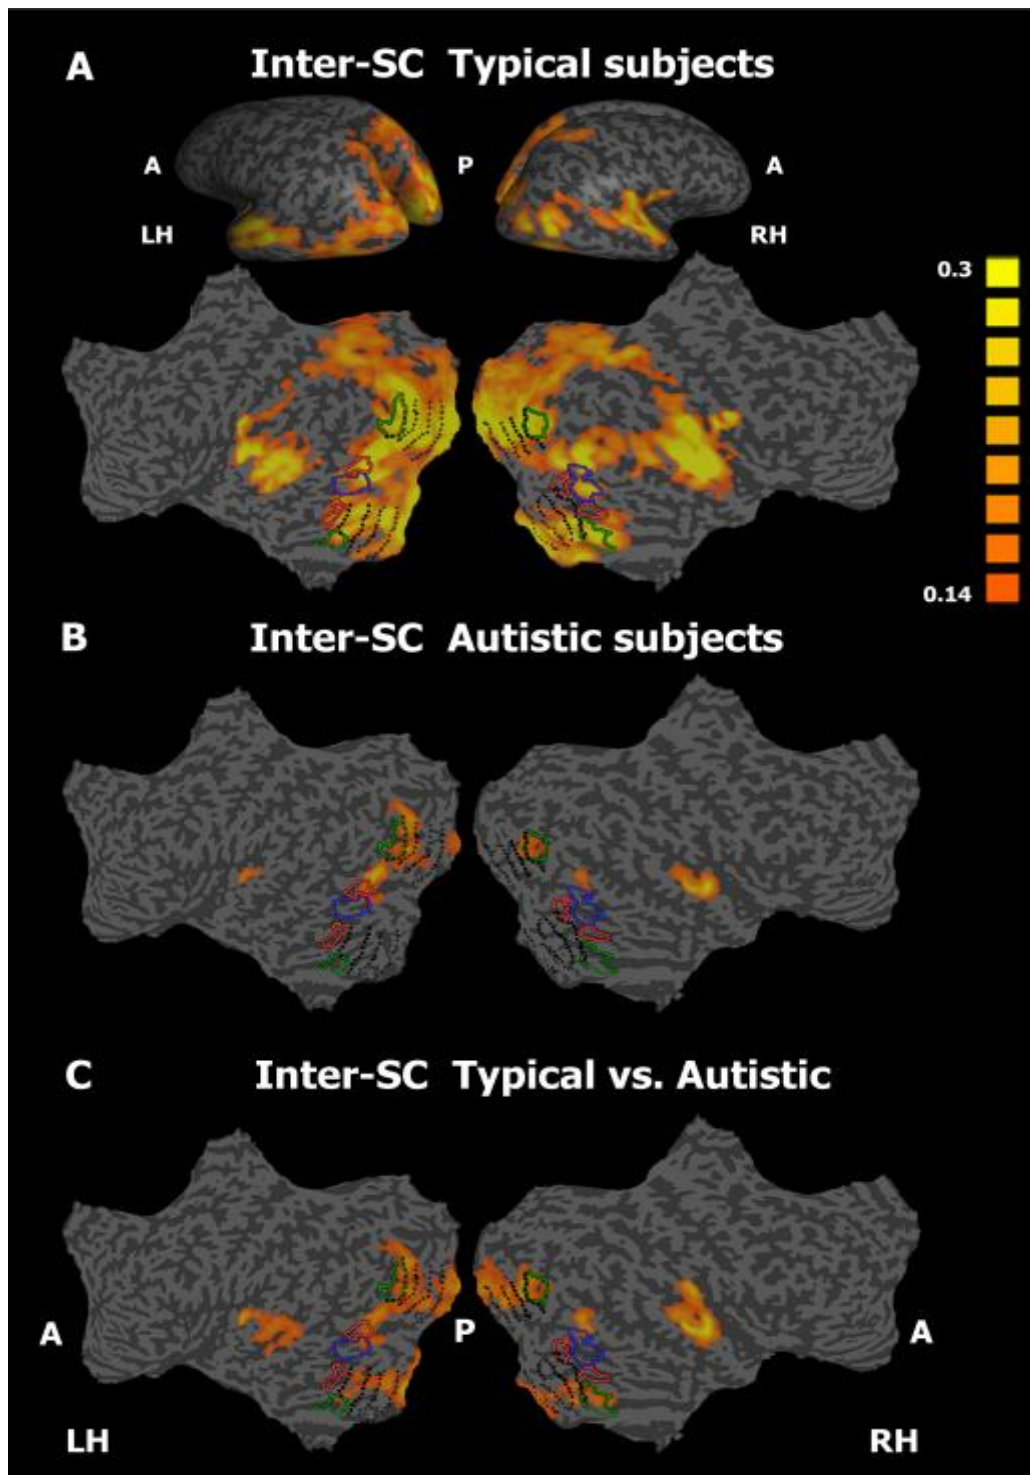 A Inter-SC Typical subjects
A P A
LH RH
0.3
0.14
B Inter-SC Autistic subjects
C Inter-SC Typical vs. Autistic
A P A
LH RH